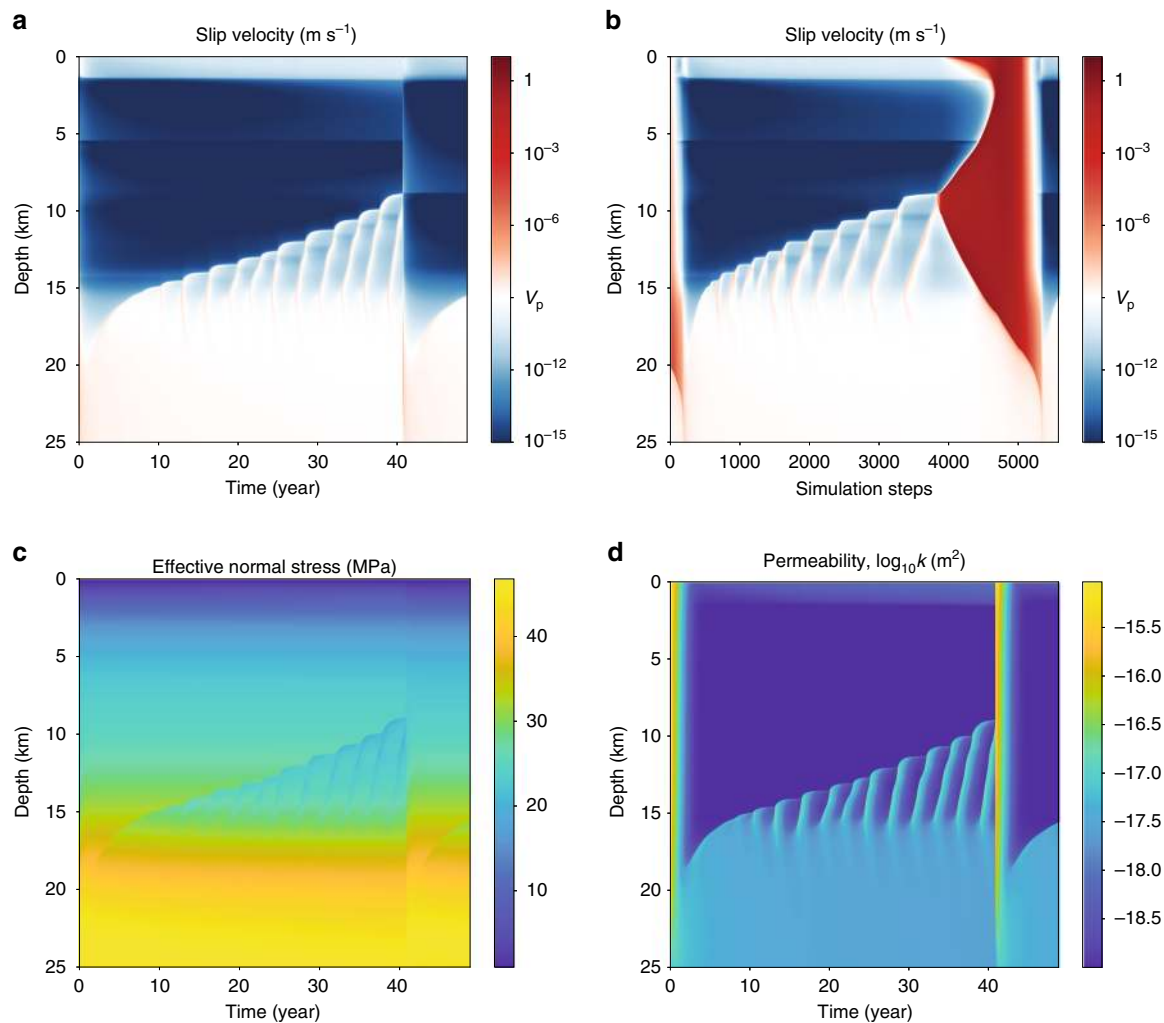 a
Slip velocity (m s⁻¹)
0
5
10
15
20
25
Depth (km)
0 10 20 30 40
Time (year)
1
10⁻³
10⁻⁶
Vₚ
10⁻¹²
10⁻¹⁵
b
Slip velocity (m s⁻¹)
0
5
10
15
20
25
Depth (km)
0 1000 2000 3000 4000 5000
Simulation steps
1
10⁻³
10⁻⁶
Vₚ
10⁻¹²
10⁻¹⁵
c
Effective normal stress (MPa)
0
5
10
15
20
25
Depth (km)
0 10 20 30 40
Time (year)
40
30
20
10
d
Permeability, log₁₀k (m²)
0
5
10
15
20
25
Depth (km)
0 10 20 30 40
Time (year)
−15.5
−16.0
−16.5
−17.0
−17.5
−18.0
−18.5